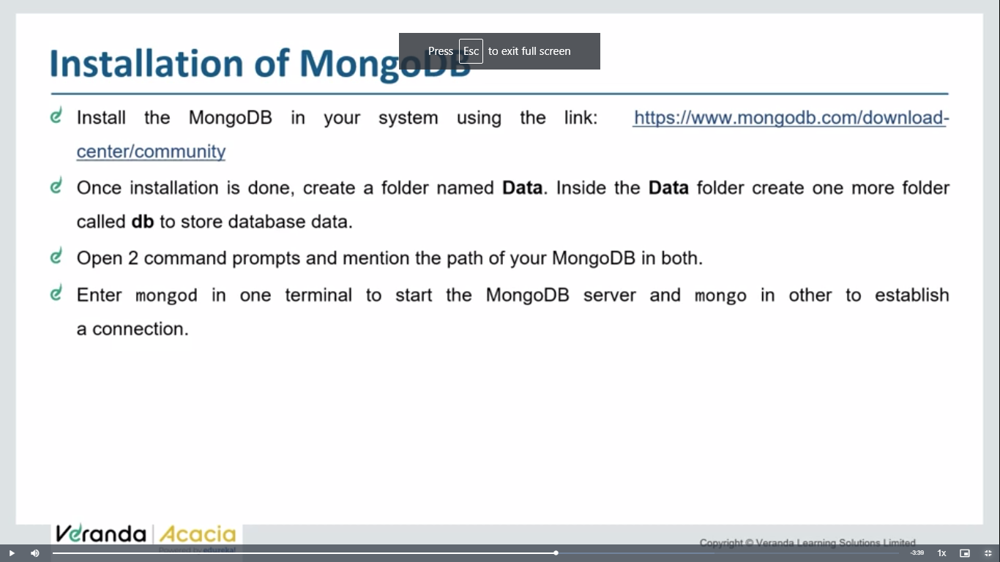 Press Esc to exit full screen
Installation of MongoDB
Install the MongoDB in your system using the link: https://www.mongodb.com/download-
center/community
Once installation is done, create a folder named Data. Inside the Data folder create one more folder
called db to store database data.
Open 2 command prompts and mention the path of your MongoDB in both.
Enter mongod in one terminal to start the MongoDB server and mongo in other to establish
a connection.
Veranda | Acacia
Powered by edureka!
Copyright © Veranda Learning Solutions Limited
-3:39 1x